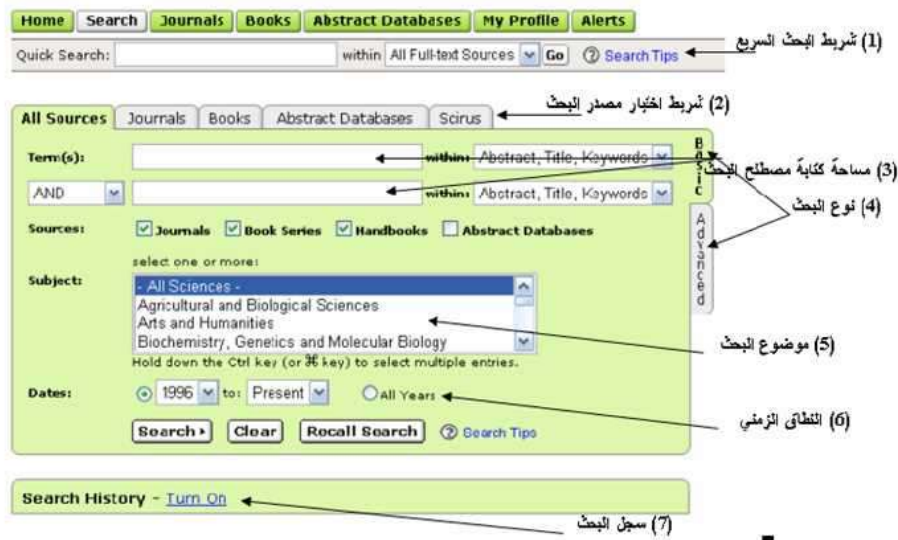 Home Search Journals Books Abstract Databases My Profile Alerts
Quick Search: within All Full-text Sources Go ? Search Tips
(1) شريط البحث السريع
(2) شريط اختيار مصدر البحث
All Sources Journals Books Abstract Databases Scirus
Term(s): within: Abstract, Title, Keywords
Basic
(3) مساحة كتابة مصطلح البحث
AND within: Abstract, Title, Keywords
(4) نوع البحث
Advanced
Sources: Journals Book Series Handbooks Abstract Databases
select one or more:
Subject: - All Sciences -
Agricultural and Biological Sciences
Arts and Humanities
Biochemistry, Genetics and Molecular Biology
(5) موضوع البحث
Hold down the Ctrl key (or ⌘ key) to select multiple entries.
Dates: 1996 to: Present All Years
(6) النطاق الزمني
Search Clear Recall Search ? Search Tips
Search History - Turn On
(7) سجل البحث